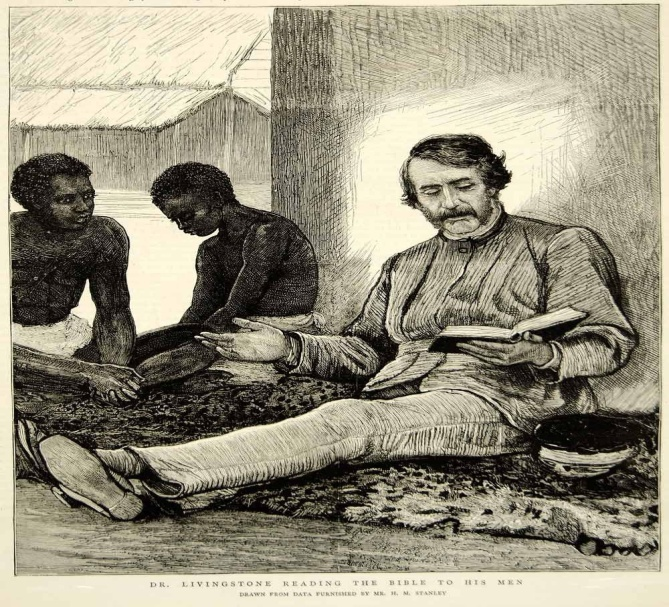 DR. LIVINGSTONE READING THE BIBLE TO HIS MEN
DRAWN FROM DATA FURNISHED BY MR. H. M. STANLEY